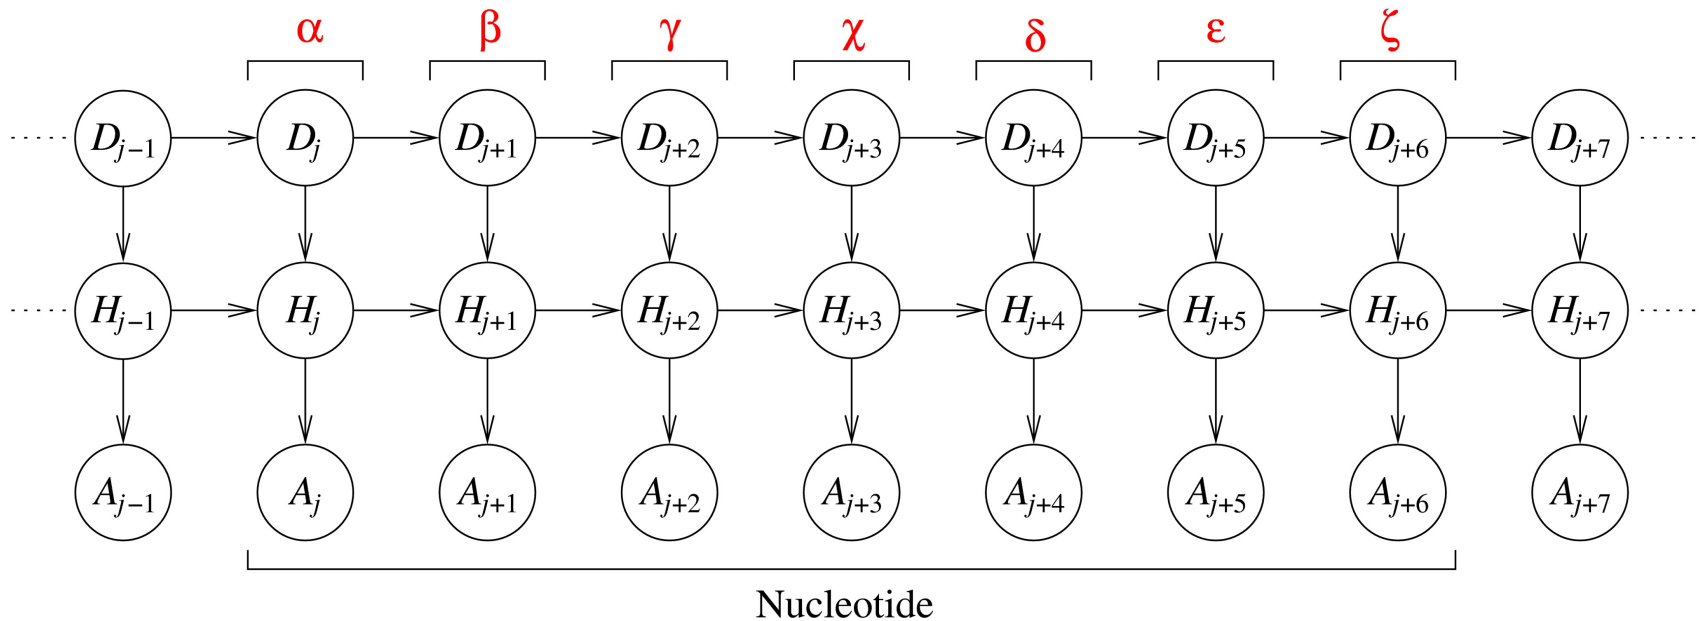 α β γ χ δ ε ζ
D_{j−1} D_j D_{j+1} D_{j+2} D_{j+3} D_{j+4} D_{j+5} D_{j+6} D_{j+7}
H_{j−1} H_j H_{j+1} H_{j+2} H_{j+3} H_{j+4} H_{j+5} H_{j+6} H_{j+7}
A_{j−1} A_j A_{j+1} A_{j+2} A_{j+3} A_{j+4} A_{j+5} A_{j+6} A_{j+7}
Nucleotide